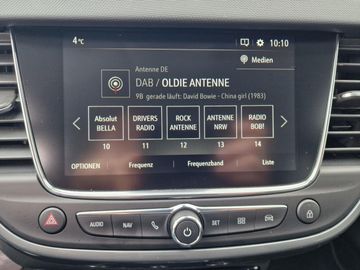 4°C
10:10
Medien
Antenne DE
DAB / OLDIE ANTENNE
9B gerade läuft: David Bowie - China girl (1983)
Absolut BELLA
DRIVERS RADIO
ROCK ANTENNE
ANTENNE NRW
RADIO BOB!
10 11 12 13 14
OPTIONEN Frequenz Frequenzband Liste
AUDIO NAV SET